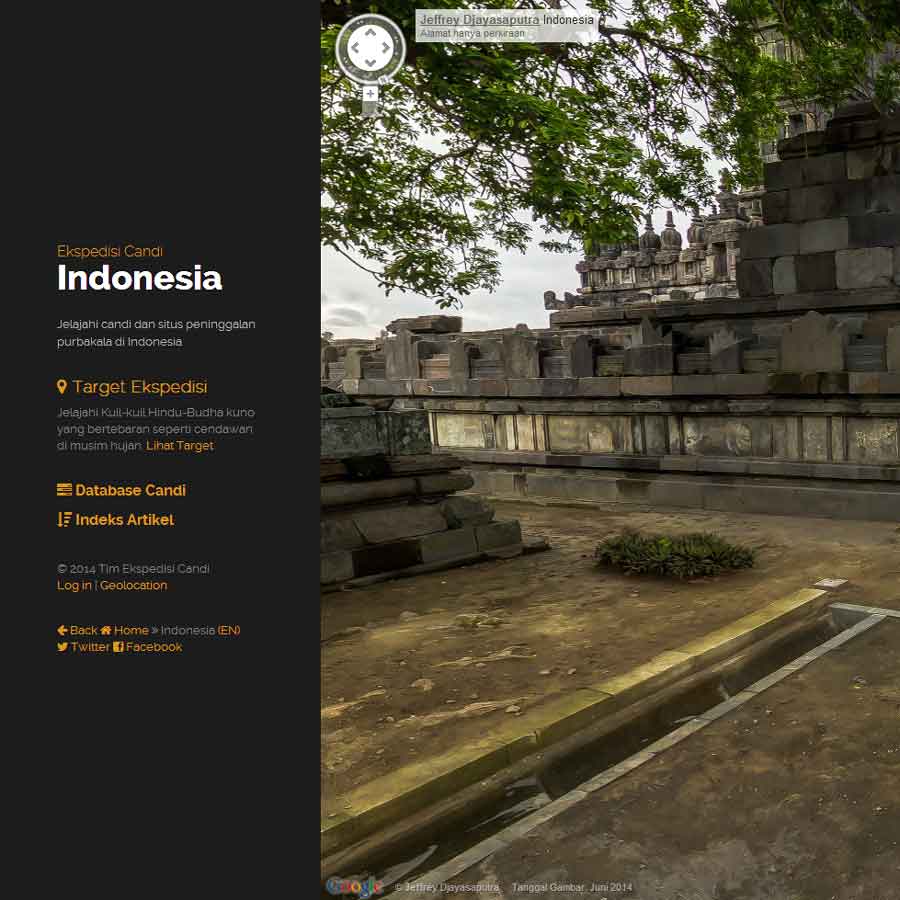 Ekspedisi Candi
Indonesia
Jelajahi candi dan situs peninggalan
purbakala di Indonesia
Target Ekspedisi
Jelajahi Kuil-kuil Hindu-Budha kuno
yang bertebaran seperti cendawan
di musim hujan. Lihat Target
Database Candi
Indeks Artikel
© 2014 Tim Ekspedisi Candi
Log in | Geolocation
Back Home » Indonesia (EN)
Twitter Facebook
Jeffrey Djayasaputra Indonesia
Alamat hanya perkiraan
Google © Jeffrey Djayasaputra Tanggal Gambar: Juni 2014